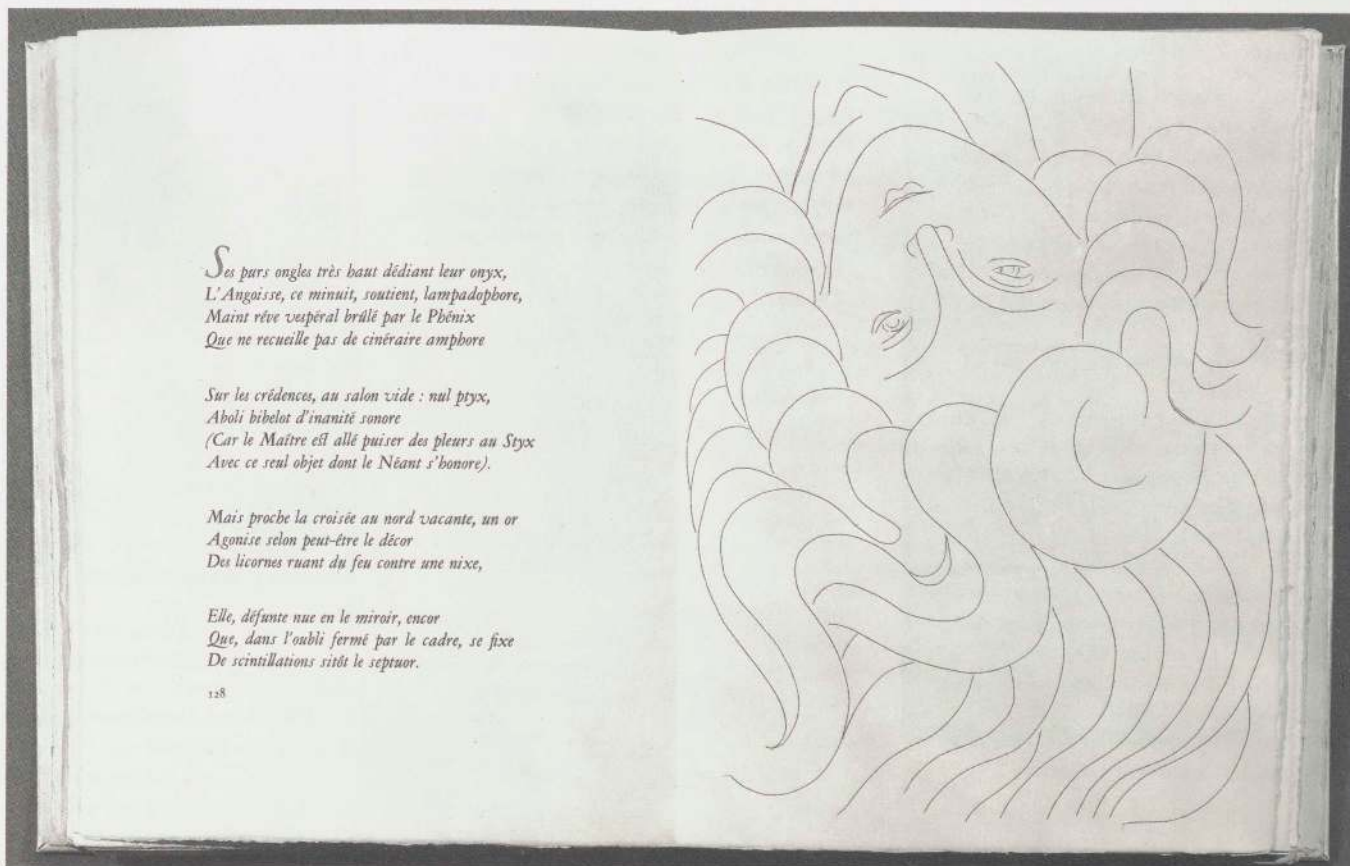 Ses purs ongles très haut dédiant leur onyx,
L'Angoisse, ce minuit, soutient, lampadophore,
Maint rêve vespéral brûlé par le Phénix
Que ne recueille pas de cinéraire amphore
Sur les crédences, au salon vide : nul ptyx,
Aboli bibelot d'inanité sonore
(Car le Maître est allé puiser des pleurs au Styx
Avec ce seul objet dont le Néant s'honore).
Mais proche la croisée au nord vacante, un or
Agonise selon peut-être le décor
Des licornes ruant du feu contre une nixe,
Elle, défunte nue en le miroir, encor
Que, dans l'oubli fermé par le cadre, se fixe
De scintillations sitôt le septuor.
128